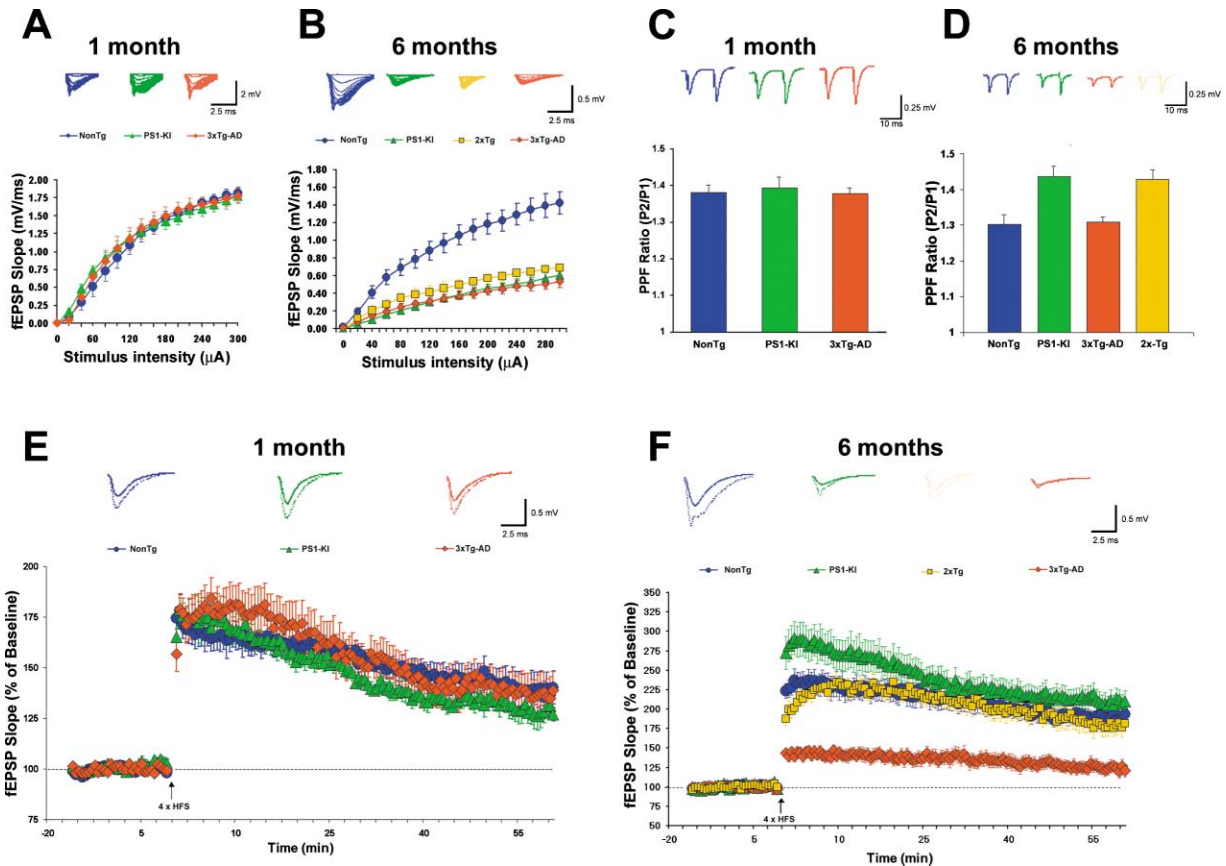 A
1 month
2 mV
2.5 ms
NonTg PS1-KI 3xTg-AD
fEPSP Slope (mV/ms)
2.00
1.75
1.50
1.25
1.00
0.75
0.50
0.25
0.00
0 60 120 180 240 300
Stimulus intensity (μA)
B
6 months
0.5 mV
2.5 ms
NonTg PS1-KI 2xTg 3xTg-AD
fEPSP Slope (mV/ms)
1.80
1.60
1.40
1.20
1.00
0.80
0.60
0.40
0.20
0.00
0 40 80 120 160 200 240 280
Stimulus intensity (μA)
C
1 month
0.25 mV
10 ms
PPF Ratio (P2/P1)
1.5
1.4
1.3
1.2
1.1
1
NonTg PS1-KI 3xTg-AD
D
6 months
0.25 mV
10 ms
PPF Ratio (P2/P1)
1.5
1.4
1.3
1.2
1.1
1
NonTg PS1-KI 3xTg-AD 2x-Tg
E
1 month
0.5 mV
2.5 ms
NonTg PS1-KI 3xTg-AD
fEPSP Slope (% of Baseline)
200
175
150
125
100
75
4 x HFS
-20 5 10 25 40 55
Time (min)
F
6 months
0.5 mV
2.5 ms
NonTg PS1-KI 2xTg 3xTg-AD
fEPSP Slope (% of Baseline)
350
325
300
275
250
225
200
175
150
125
100
75
50
4 x HFS
-20 5 10 25 40 55
Time (min)